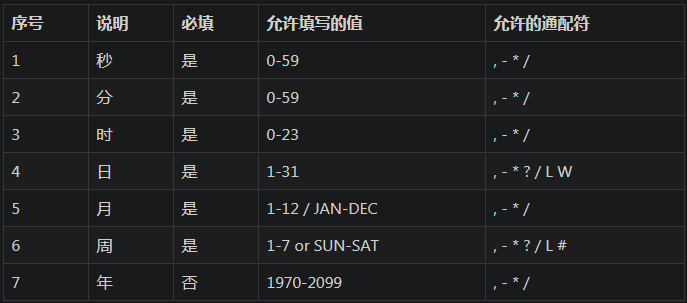 序号 说明 必填 允许填写的值 允许的通配符
1 秒 是 0-59 , - * /
2 分 是 0-59 , - * /
3 时 是 0-23 , - * /
4 日 是 1-31 , - * ? / L W
5 月 是 1-12 / JAN-DEC , - * /
6 周 是 1-7 or SUN-SAT , - * ? / L #
7 年 否 1970-2099 , - * /